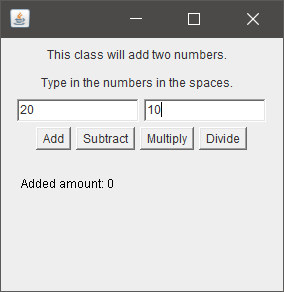 This class will add two numbers.
Type in the numbers in the spaces.
20 10
Add Subtract Multiply Divide
Added amount: 0